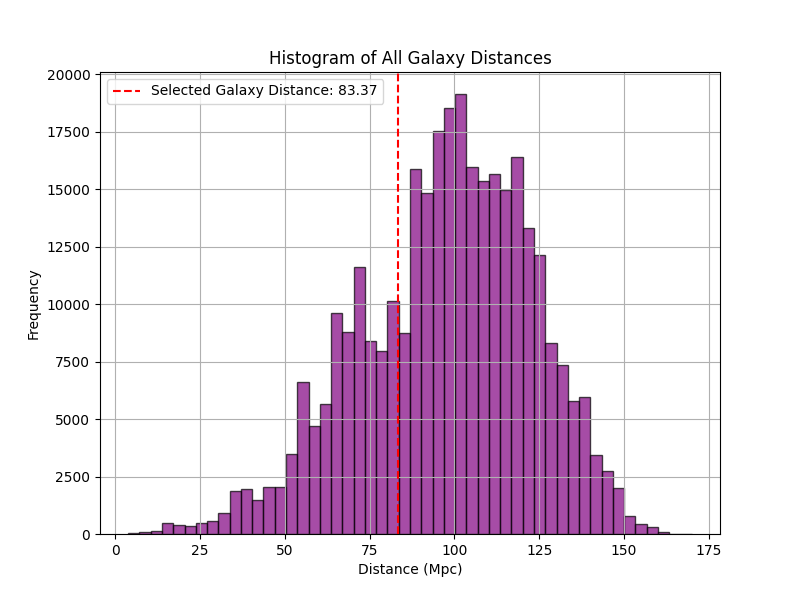 Histogram of All Galaxy Distances
Selected Galaxy Distance: 83.37
20000
17500
15000
12500
10000
7500
5000
2500
0
Frequency
0 25 50 75 100 125 150 175
Distance (Mpc)